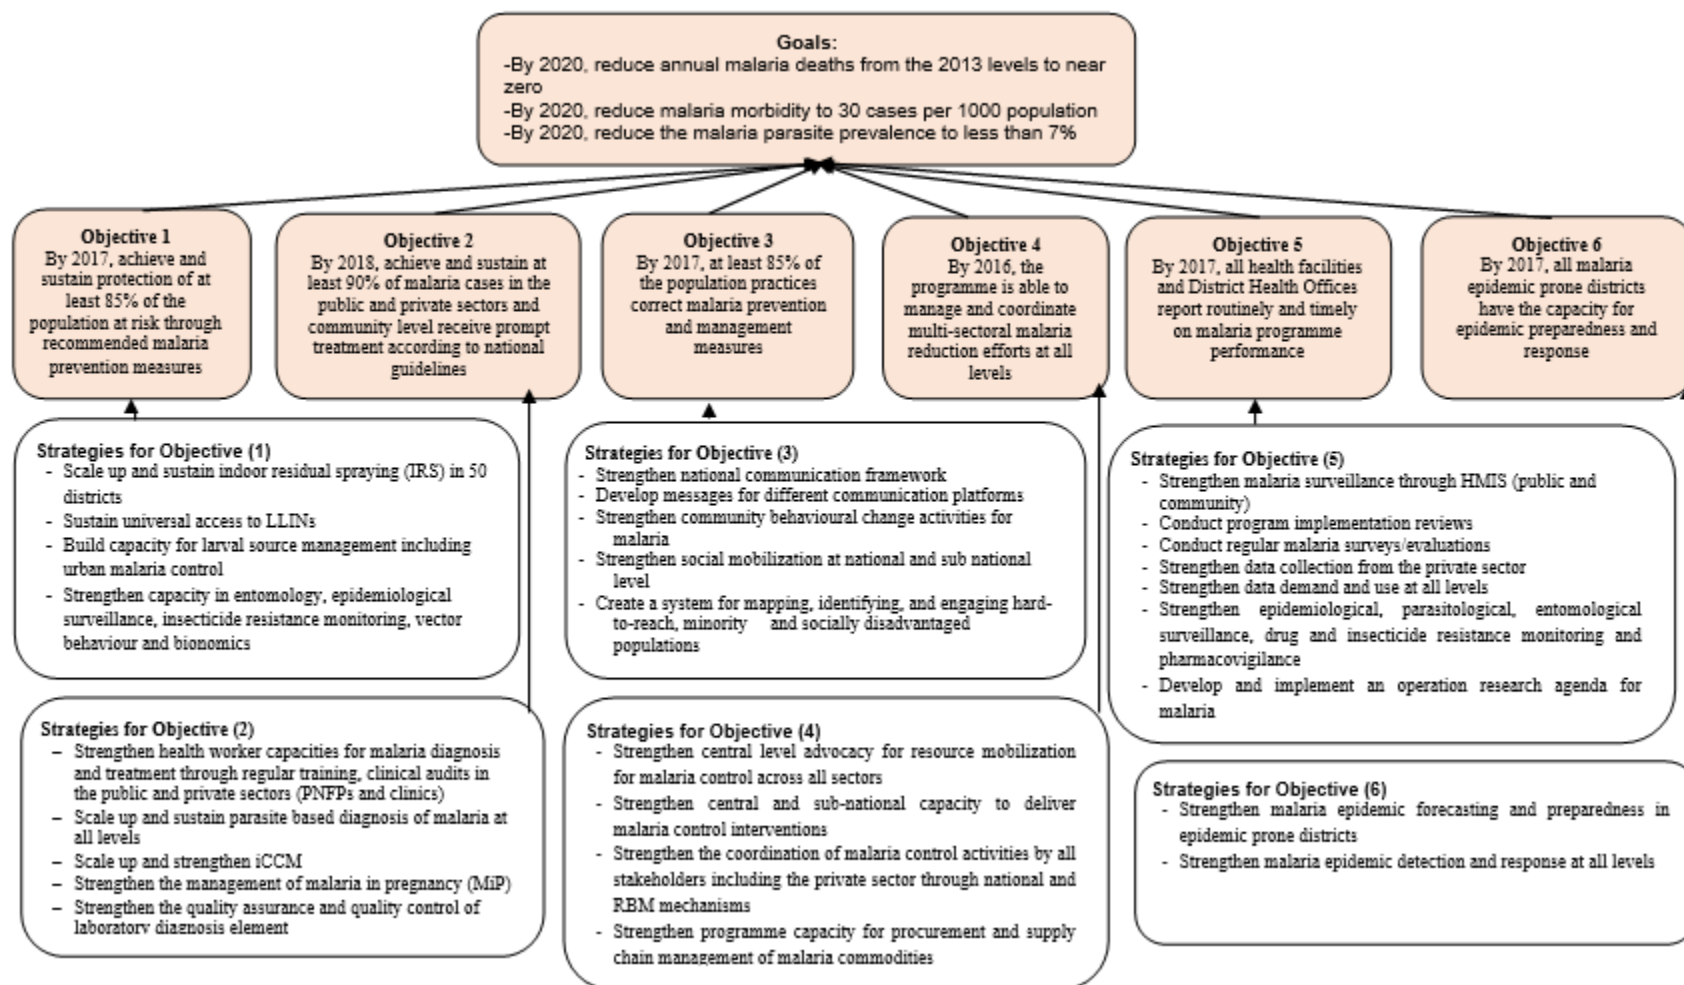 Goals:
-By 2020, reduce annual malaria deaths from the 2013 levels to near
zero
-By 2020, reduce malaria morbidity to 30 cases per 1000 population
-By 2020, reduce the malaria parasite prevalence to less than 7%
Objective 1
By 2017, achieve and
sustain protection of at
least 85% of the
population at risk through
recommended malaria
prevention measures
Objective 2
By 2018, achieve and sustain at
least 90% of malaria cases in the
public and private sectors and
community level receive prompt
treatment according to national
guidelines
Objective 3
By 2017, at least 85% of
the population practices
correct malaria prevention
and management
measures
Objective 4
By 2016, the
programme is able to
manage and coordinate
multi-sectoral malaria
reduction efforts at all
levels
Objective 5
By 2017, all health facilities
and District Health Offices
report routinely and timely
on malaria programme
performance
Objective 6
By 2017, all malaria
epidemic prone districts
have the capacity for
epidemic preparedness and
response
Strategies for Objective (1)
- Scale up and sustain indoor residual spraying (IRS) in 50
districts
- Sustain universal access to LLINs
- Build capacity for larval source management including
urban malaria control
- Strengthen capacity in entomology, epidemiological
surveillance, insecticide resistance monitoring, vector
behaviour and bionomics
Strategies for Objective (2)
– Strengthen health worker capacities for malaria diagnosis
and treatment through regular training, clinical audits in
the public and private sectors (PNFPs and clinics)
– Scale up and sustain parasite based diagnosis of malaria at
all levels
– Scale up and strengthen iCCM
– Strengthen the management of malaria in pregnancy (MiP)
– Strengthen the quality assurance and quality control of
laboratory diagnosis element
Strategies for Objective (3)
- Strengthen national communication framework
- Develop messages for different communication platforms
- Strengthen community behavioural change activities for
malaria
- Strengthen social mobilization at national and sub national
level
- Create a system for mapping, identifying, and engaging hard-
to-reach, minority and socially disadvantaged
populations
Strategies for Objective (4)
- Strengthen central level advocacy for resource mobilization
for malaria control across all sectors
- Strengthen central and sub-national capacity to deliver
malaria control interventions
- Strengthen the coordination of malaria control activities by all
stakeholders including the private sector through national and
RBM mechanisms
- Strengthen programme capacity for procurement and supply
chain management of malaria commodities
Strategies for Objective (5)
- Strengthen malaria surveillance through HMIS (public and
community)
- Conduct program implementation reviews
- Conduct regular malaria surveys/evaluations
- Strengthen data collection from the private sector
- Strengthen data demand and use at all levels
- Strengthen epidemiological, parasitological, entomological
surveillance, drug and insecticide resistance monitoring and
pharmacovigilance
- Develop and implement an operation research agenda for
malaria
Strategies for Objective (6)
- Strengthen malaria epidemic forecasting and preparedness in
epidemic prone districts
- Strengthen malaria epidemic detection and response at all levels